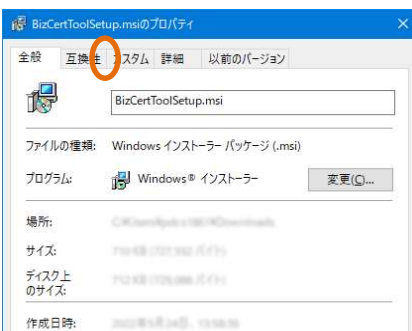 BizCertToolSetup.msiのプロパティ
全般 互換性 カスタム 詳細 以前のバージョン
BizCertToolSetup.msi
ファイルの種類: Windows インストーラー パッケージ (.msi)
プログラム: Windows® インストーラー 変更(C)...
場所:
サイズ:
ディスク上
のサイズ:
作成日時: